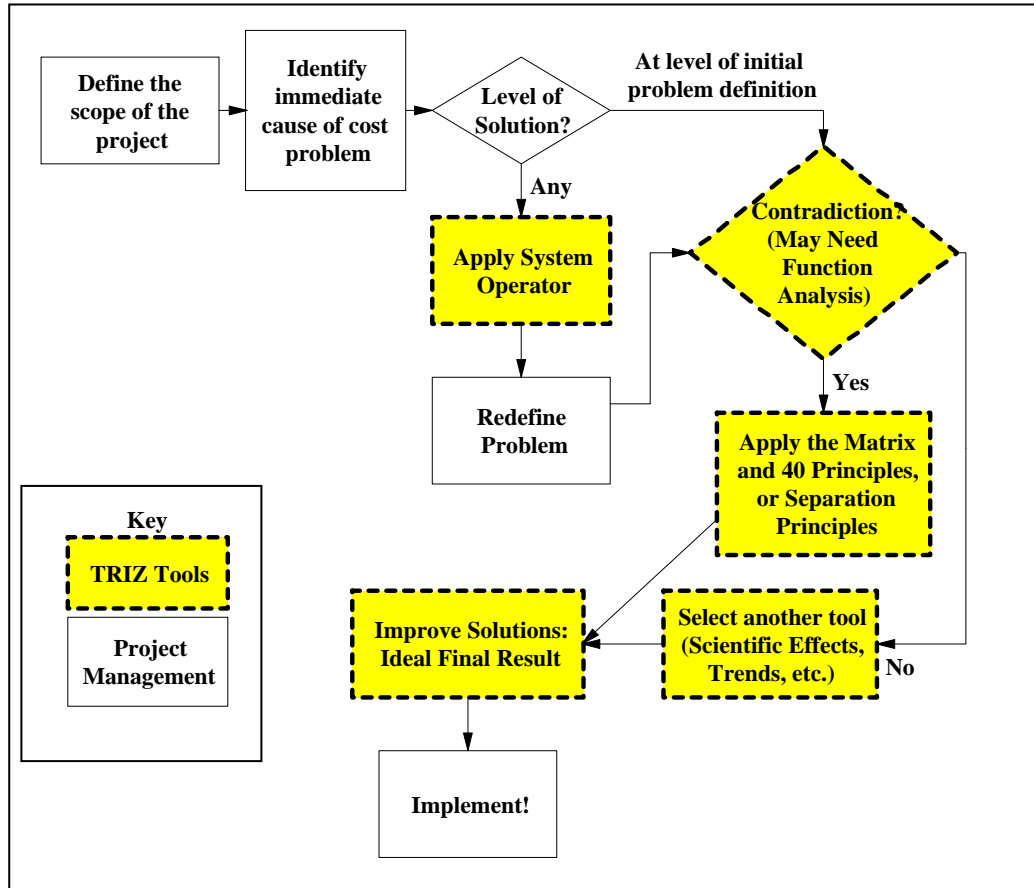 Define the
scope of the
project
Identify
immediate
cause of cost
problem
Level of
Solution?
At level of initial
problem definition
Any
Apply System
Operator
Redefine
Problem
Contradiction?
(May Need
Function
Analysis)
Yes
Apply the Matrix
and 40 Principles,
or Separation
Principles
No
Select another tool
(Scientific Effects,
Trends, etc.)
Improve Solutions:
Ideal Final Result
Implement!
Key
TRIZ Tools
Project
Management